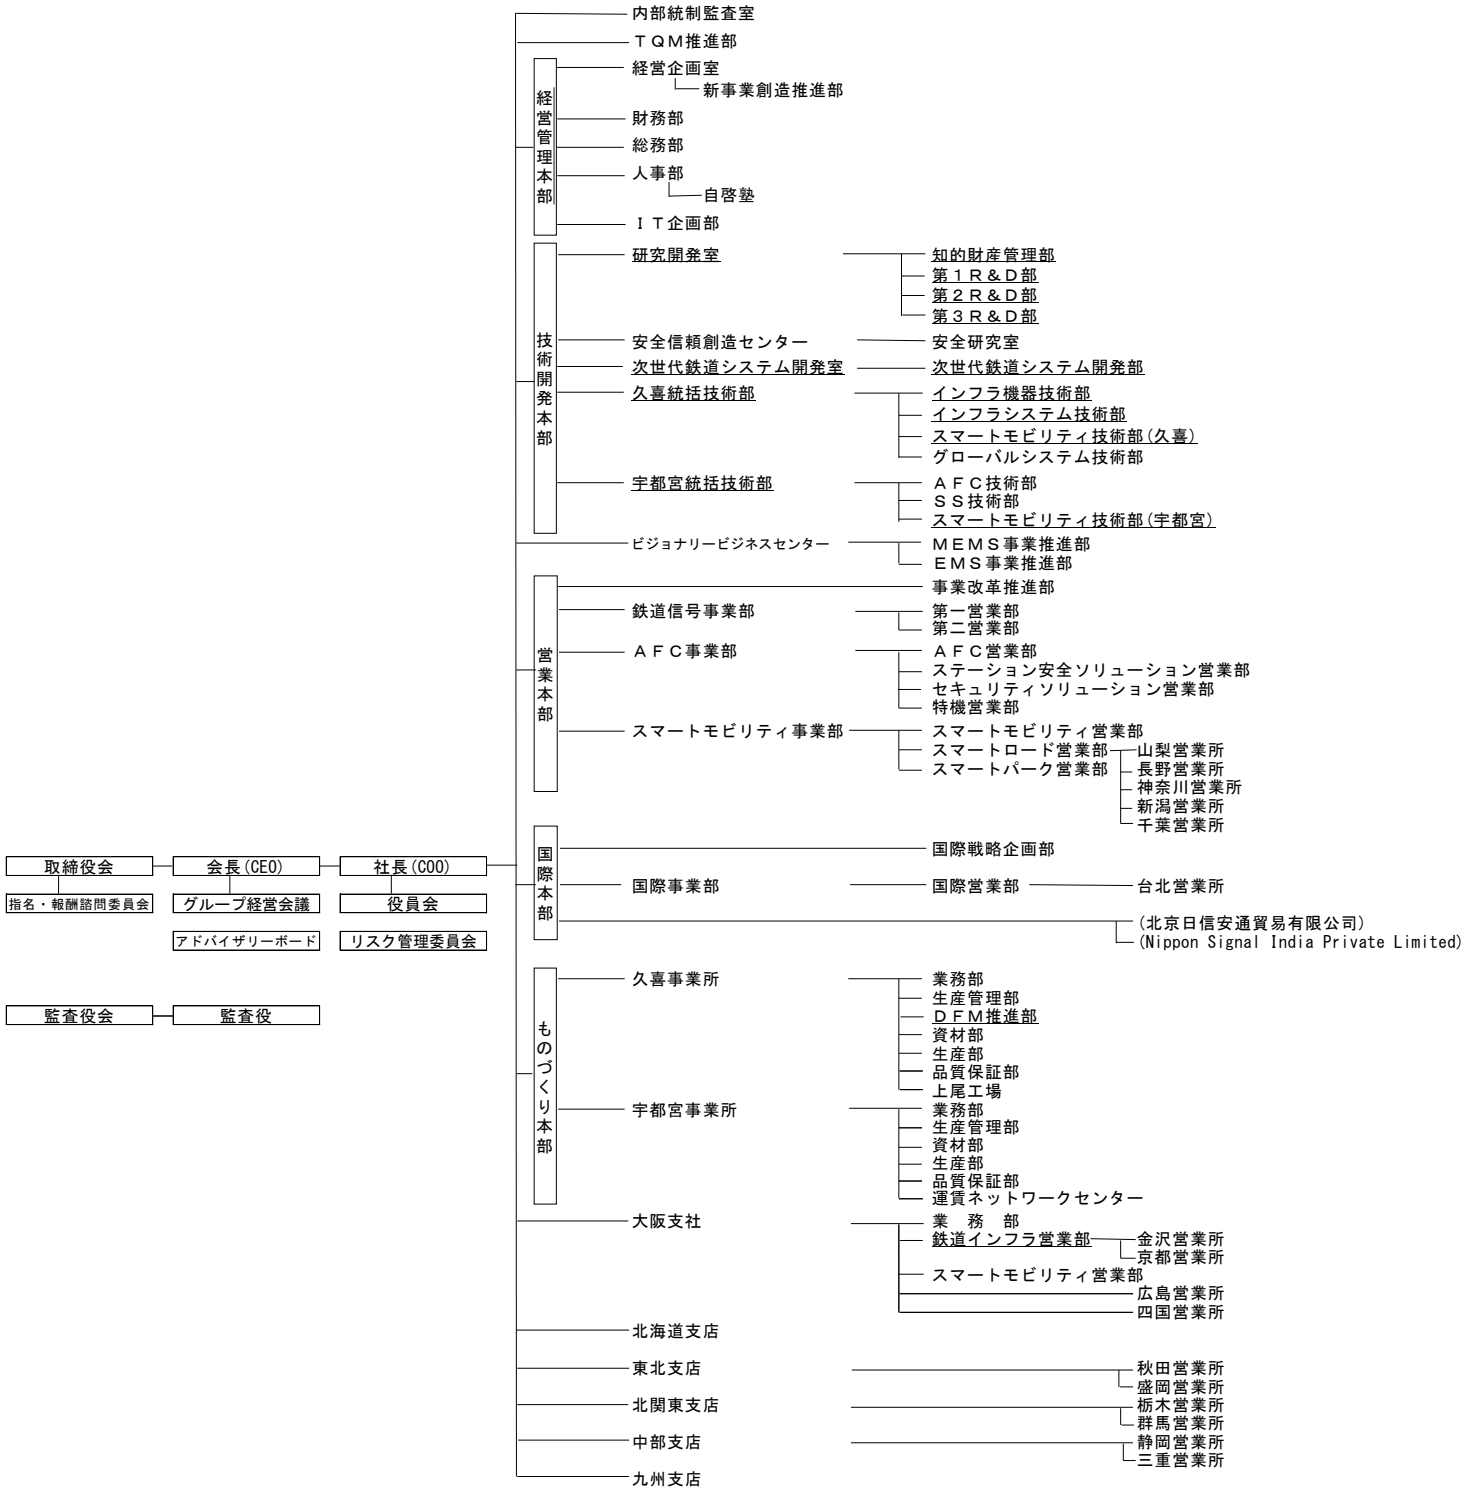 内部統制監査室
ＴＱＭ推進部
経営管理本部
経営企画室
新事業創造推進部
財務部
総務部
人事部
自啓塾
ＩＴ企画部
技術開発本部
研究開発室 知的財産管理部
第１Ｒ＆Ｄ部
第２Ｒ＆Ｄ部
第３Ｒ＆Ｄ部
安全信頼創造センター 安全研究室
次世代鉄道システム開発室 次世代鉄道システム開発部
久喜統括技術部 インフラ機器技術部
インフラシステム技術部
スマートモビリティ技術部(久喜)
グローバルシステム技術部
宇都宮統括技術部 ＡＦＣ技術部
ＳＳ技術部
スマートモビリティ技術部(宇都宮)
ビジョナリービジネスセンター ＭＥＭＳ事業推進部
ＥＭＳ事業推進部
営業本部
事業改革推進部
鉄道信号事業部 第一営業部
第二営業部
ＡＦＣ事業部 ＡＦＣ営業部
ステーション安全ソリューション営業部
セキュリティソリューション営業部
特機営業部
スマートモビリティ事業部 スマートモビリティ営業部
スマートロード営業部 山梨営業所
スマートパーク営業部 長野営業所
神奈川営業所
新潟営業所
千葉営業所
取締役会 会長(CEO) 社長(COO)
指名・報酬諮問委員会 グループ経営会議 役員会
アドバイザリーボード リスク管理委員会
監査役会 監査役
国際本部
国際戦略企画部
国際事業部 国際営業部 台北営業所
(北京日信安通貿易有限公司)
(Nippon Signal India Private Limited)
ものづくり本部
久喜事業所 業務部
生産管理部
ＤＦＭ推進部
資材部
生産部
品質保証部
上尾工場
宇都宮事業所 業務部
生産管理部
資材部
生産部
品質保証部
運賃ネットワークセンター
大阪支社 業　務　部
鉄道インフラ営業部 金沢営業所
京都営業所
スマートモビリティ営業部
広島営業所
四国営業所
北海道支店
東北支店 秋田営業所
盛岡営業所
北関東支店 栃木営業所
群馬営業所
中部支店 静岡営業所
三重営業所
九州支店